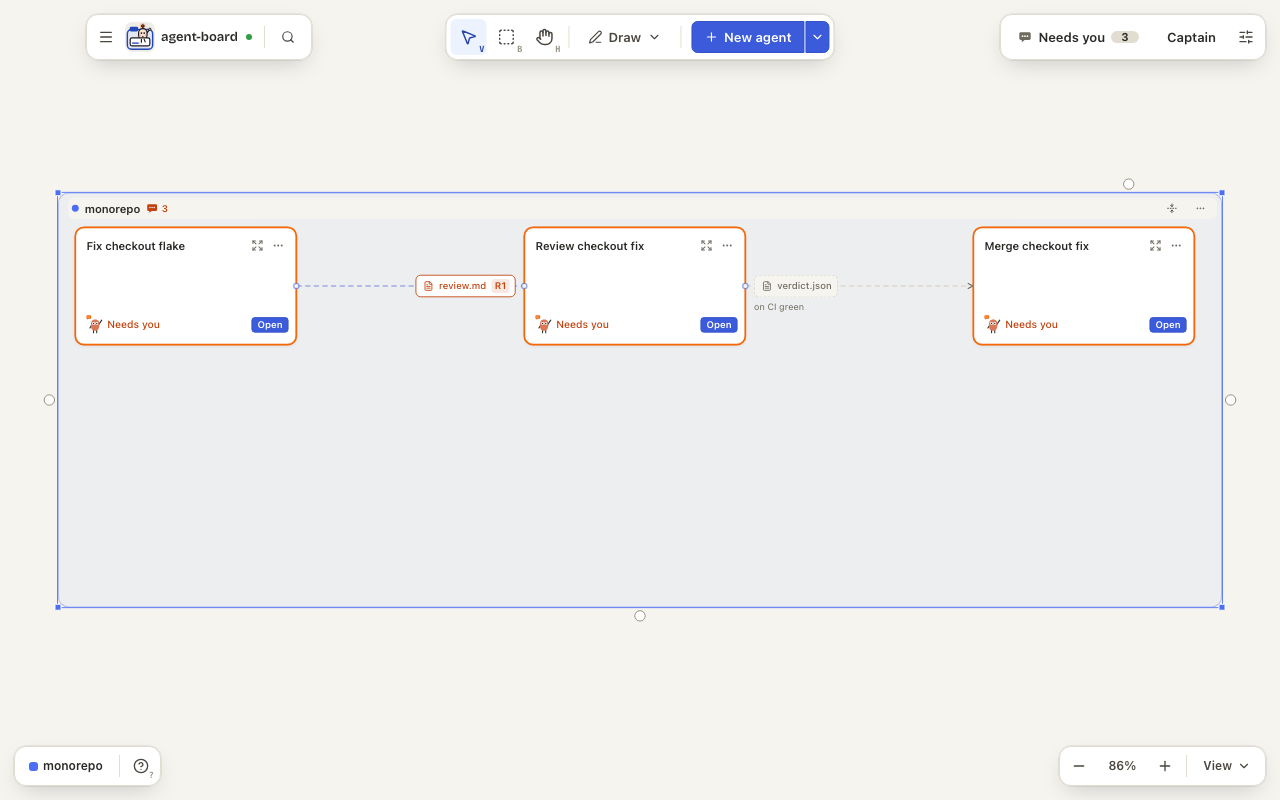 agent-board
V
B
H
Draw
New agent
Needs you 3
Captain
monorepo 3
Fix checkout flake
Needs you
Open
review.md R1
Review checkout fix
Needs you
Open
verdict.json
on CI green
Merge checkout fix
Needs you
Open
monorepo
?
86%
View